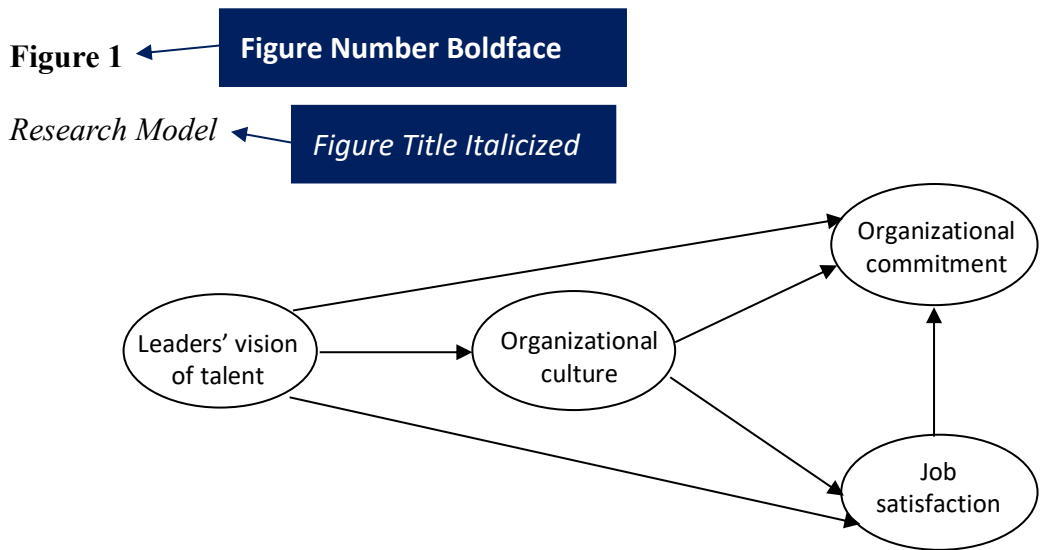 Figure 1
Figure Number Boldface
Research Model
Figure Title Italicized
Organizational
commitment
Leaders’ vision
of talent
Organizational
culture
Job
satisfaction